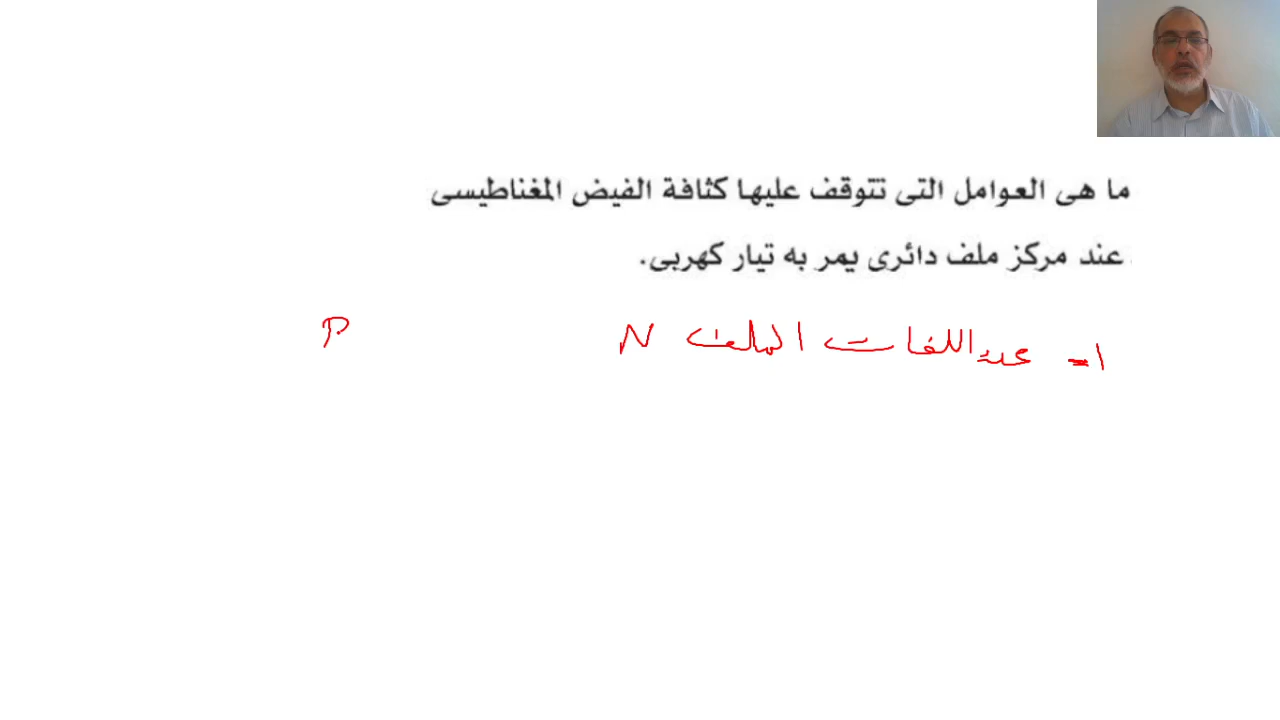 ما هى العوامل التى تتوقف عليها كثافة الفيض المغناطيسى
عند مركز ملف دائرى يمر به تيار كهربى.
١- عدد اللفات الملف N